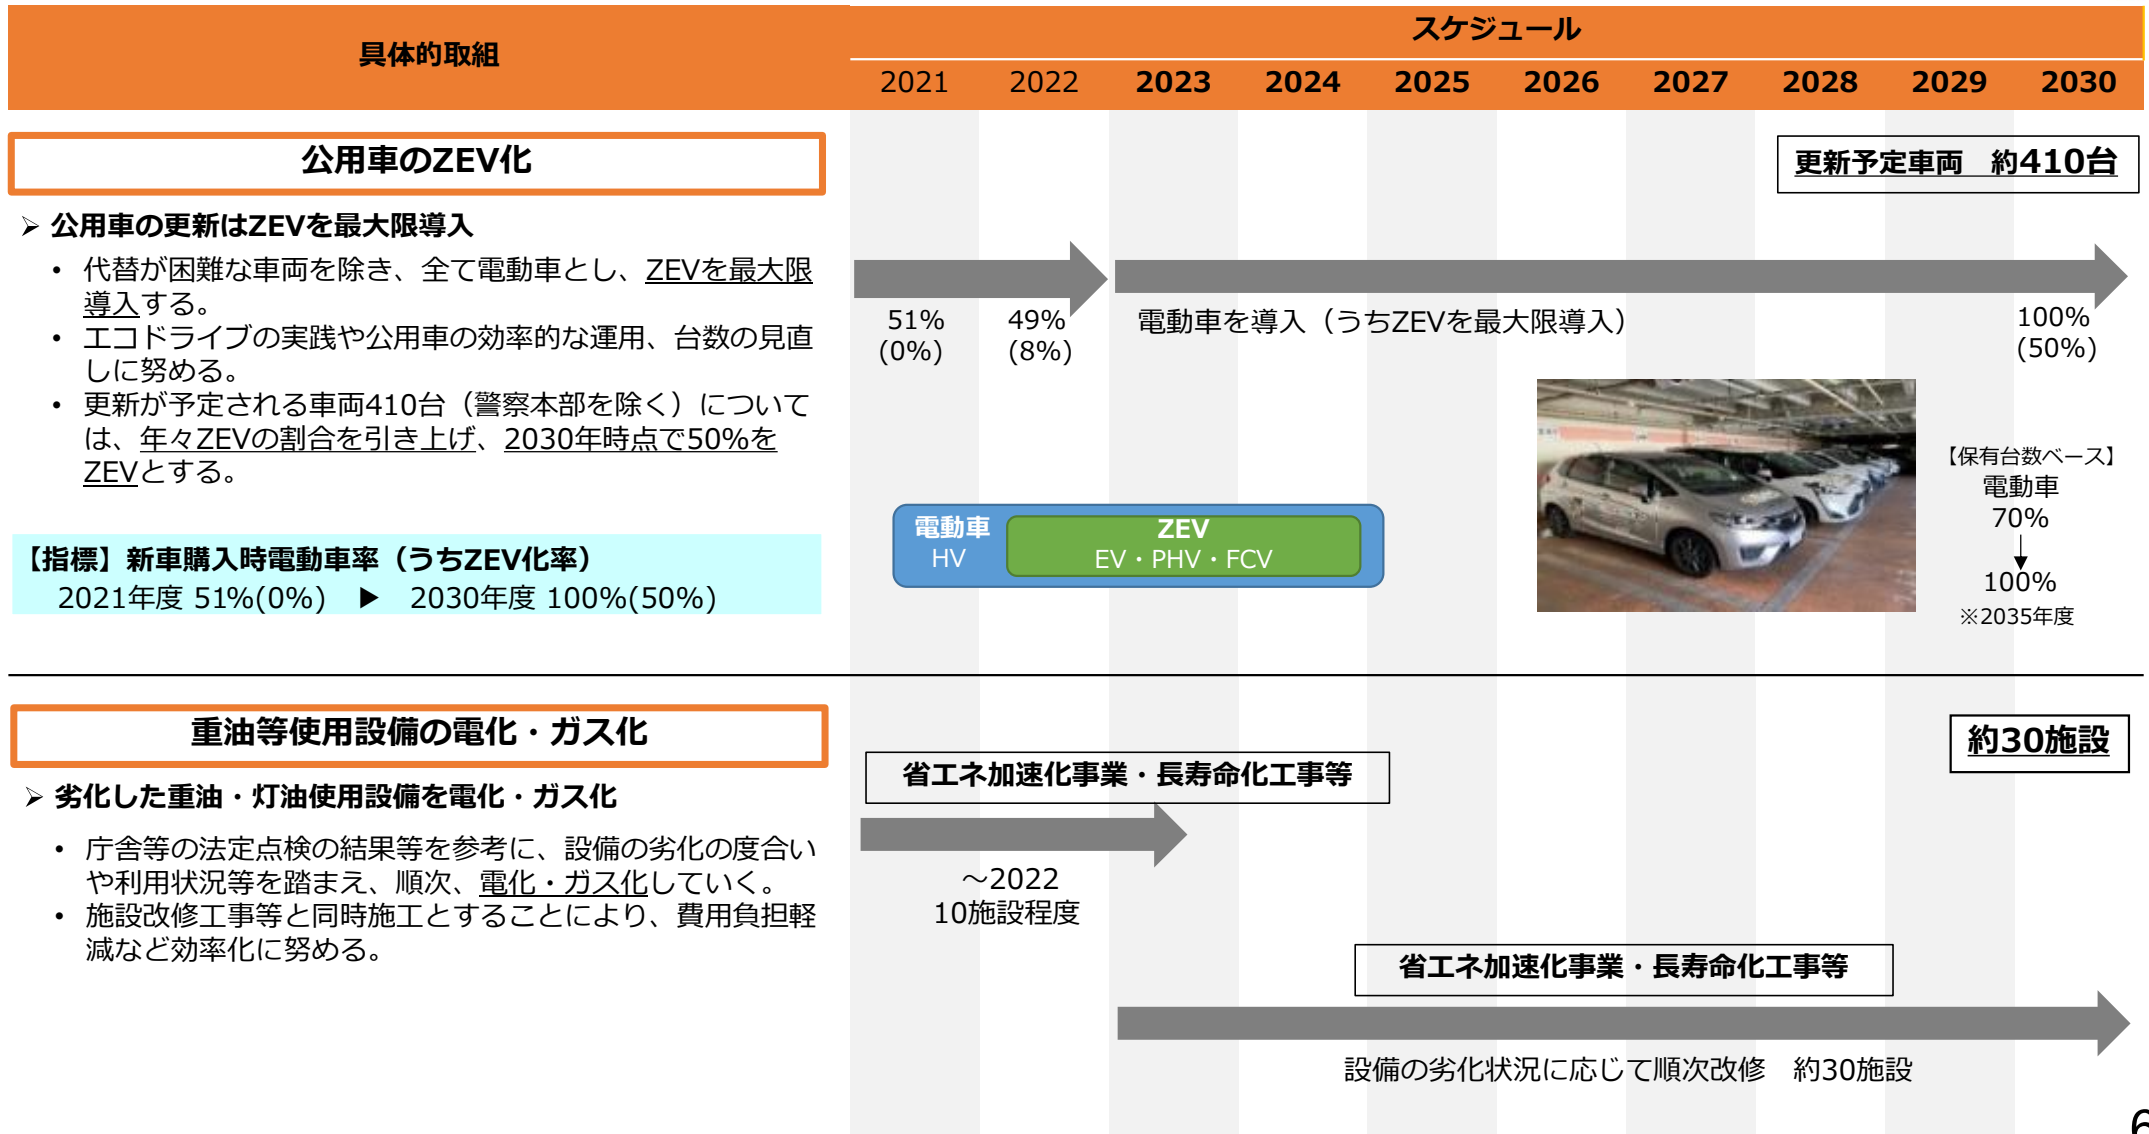 具体的取組
スケジュール
2021 2022 2023 2024 2025 2026 2027 2028 2029 2030
公用車のZEV化
更新予定車両　約410台
➢ 公用車の更新はZEVを最大限導入
• 代替が困難な車両を除き、全て電動車とし、ZEVを最大限
導入する。
• エコドライブの実践や公用車の効率的な運用、台数の見直
しに努める。
• 更新が予定される車両410台（警察本部を除く）について
は、年々ZEVの割合を引き上げ、2030年時点で50%を
ZEVとする。
【指標】新車購入時電動車率（うちZEV化率）
2021年度 51%(0%) ▶ 2030年度 100%(50%)
51%
(0%)
49%
(8%)
電動車を導入（うちZEVを最大限導入）
100%
(50%)
電動車
HV
ZEV
EV・PHV・FCV
【保有台数ベース】
電動車
70%
↓
100%
※2035年度
重油等使用設備の電化・ガス化
約30施設
➢ 劣化した重油・灯油使用設備を電化・ガス化
• 庁舎等の法定点検の結果等を参考に、設備の劣化の度合い
や利用状況等を踏まえ、順次、電化・ガス化していく。
• 施設改修工事等と同時施工とすることにより、費用負担軽
減など効率化に努める。
省エネ加速化事業・長寿命化工事等
～2022
10施設程度
省エネ加速化事業・長寿命化工事等
設備の劣化状況に応じて順次改修　約30施設
6